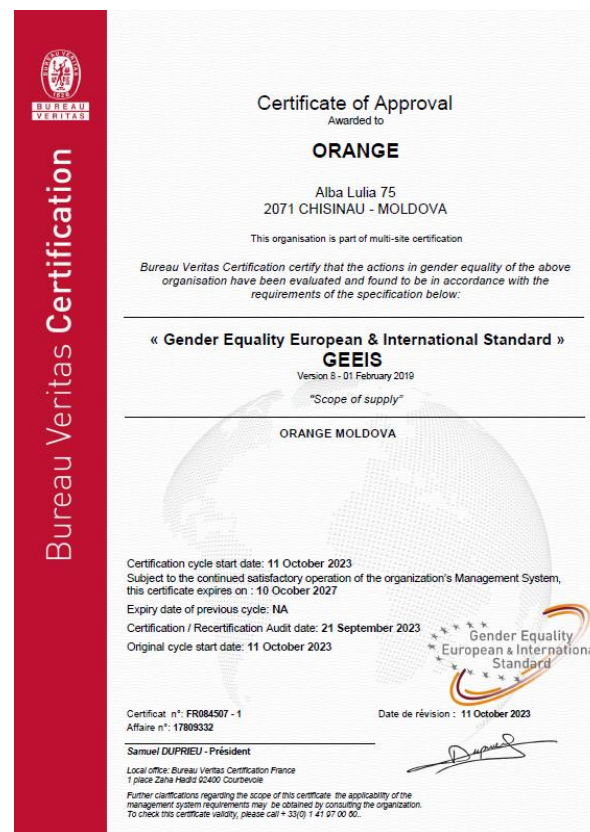 BUREAU
VERITAS
1828
Bureau Veritas Certification
Certificate of Approval
Awarded to
ORANGE
Alba Lulia 75
2071 CHISINAU - MOLDOVA
This organisation is part of multi-site certification
Bureau Veritas Certification certify that the actions in gender equality of the above
organisation have been evaluated and found to be in accordance with the
requirements of the specification below:
« Gender Equality European & International Standard »
GEEIS
Version 8 - 01 February 2019
"Scope of supply"
ORANGE MOLDOVA
Certification cycle start date: 11 October 2023
Subject to the continued satisfactory operation of the organization's Management System,
this certificate expires on : 10 Ocober 2027
Expiry date of previous cycle: NA
Certification / Recertification Audit date: 21 September 2023
Original cycle start date: 11 October 2023
Gender Equality
European & Internationa
Standard
Certificat n°: FR084507 - 1
Date de révision : 11 October 2023
Affaire n°: 17809332
Samuel DUPRIEU - Président
Local office: Bureau Veritas Certification France
1 place Zaha Hadid 92400 Courbevoie
Further clarifications regarding the scope of this certificate the applicability of the
management system requirements may be obtained by consulting the organization.
To check this certificate validity, please call + 33(0) 1 41 97 00 60..